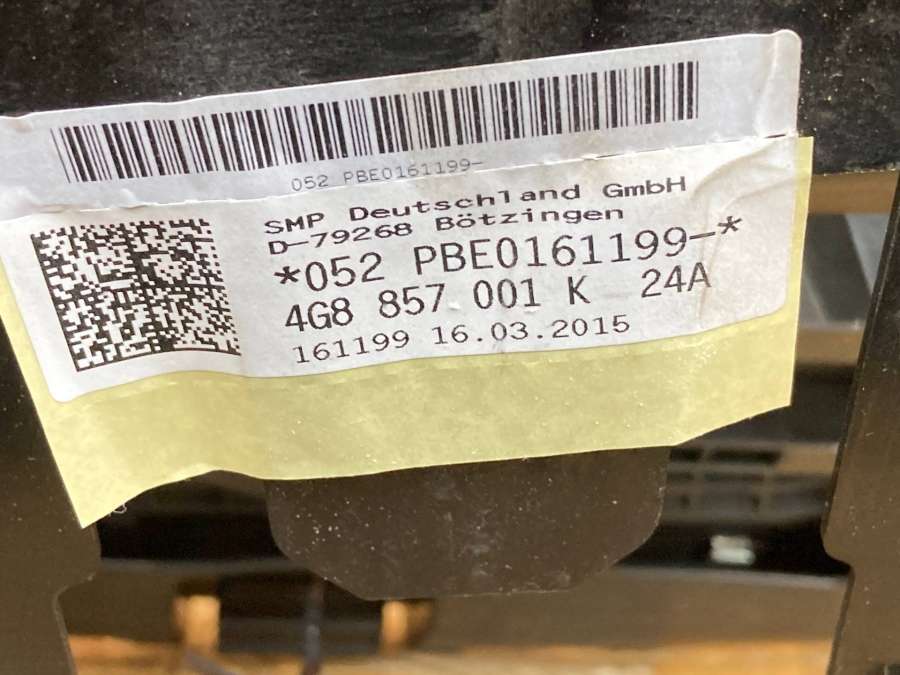 052 PBE0161199-
SMP Deutschland GmbH
D-79268 Bötzingen
*052 PBE0161199-*
4G8 857 001 K 24A
161199 16.03.2015